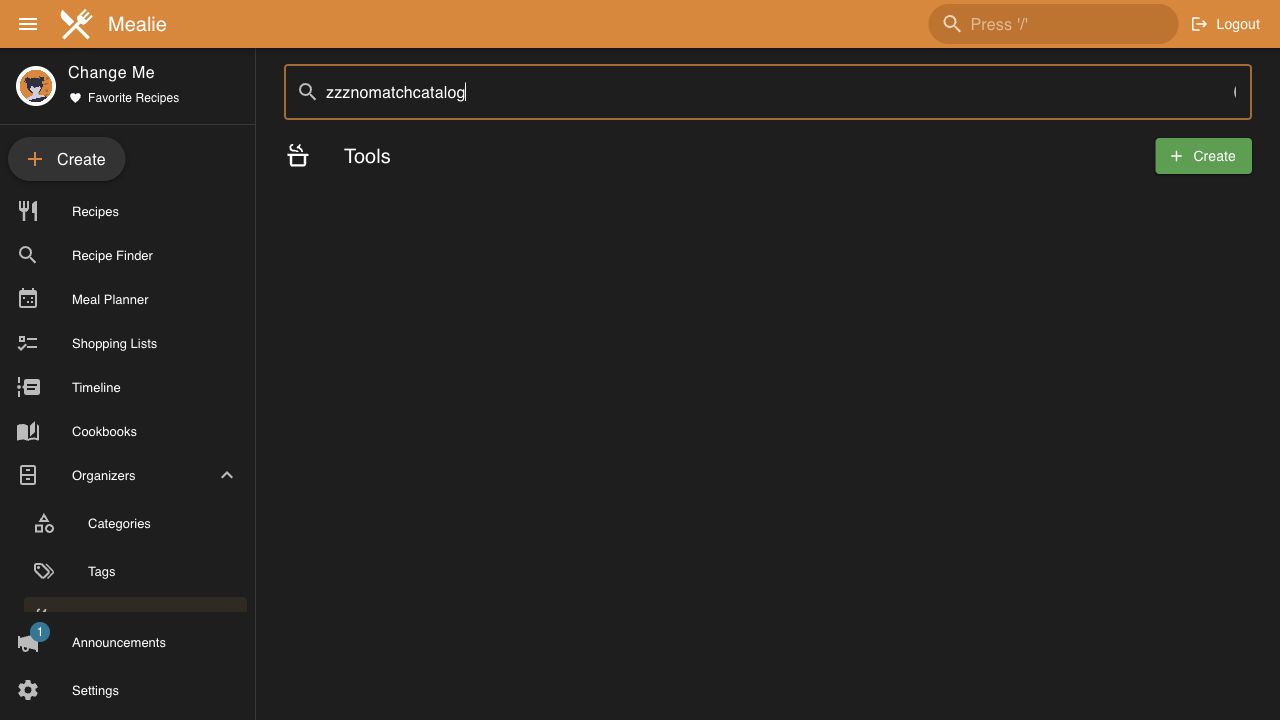 Mealie
Press '/'
Logout
Change Me
Favorite Recipes
zzznomatchcatalog
Tools
Create
Create
Recipes
Recipe Finder
Meal Planner
Shopping Lists
Timeline
Cookbooks
Organizers
Categories
Tags
1
Announcements
Settings